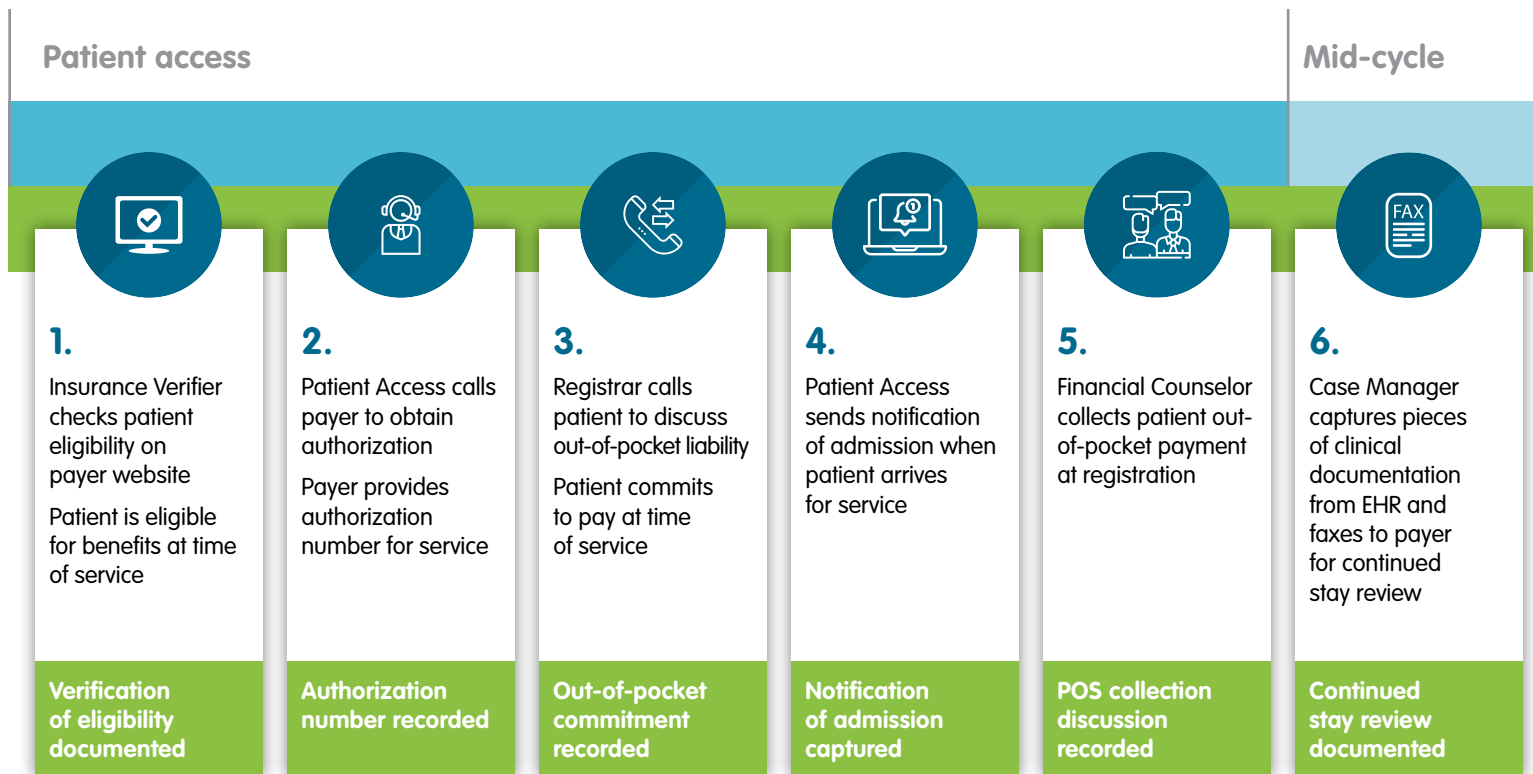 Patient access
Mid-cycle
1.
Insurance Verifier
checks patient
eligibility on
payer website
Patient is eligible
for benefits at time
of service
Verification
of eligibility
documented
2.
Patient Access calls
payer to obtain
authorization
Payer provides
authorization
number for service
Authorization
number recorded
3.
Registrar calls
patient to discuss
out-of-pocket liability
Patient commits
to pay at time
of service
Out-of-pocket
commitment
recorded
4.
Patient Access
sends notification
of admission when
patient arrives
for service
Notification
of admission
captured
5.
Financial Counselor
collects patient out-
of-pocket payment
at registration
POS collection
discussion
recorded
FAX
6.
Case Manager
captures pieces
of clinical
documentation
from EHR and
faxes to payer
for continued
stay review
Continued
stay review
documented